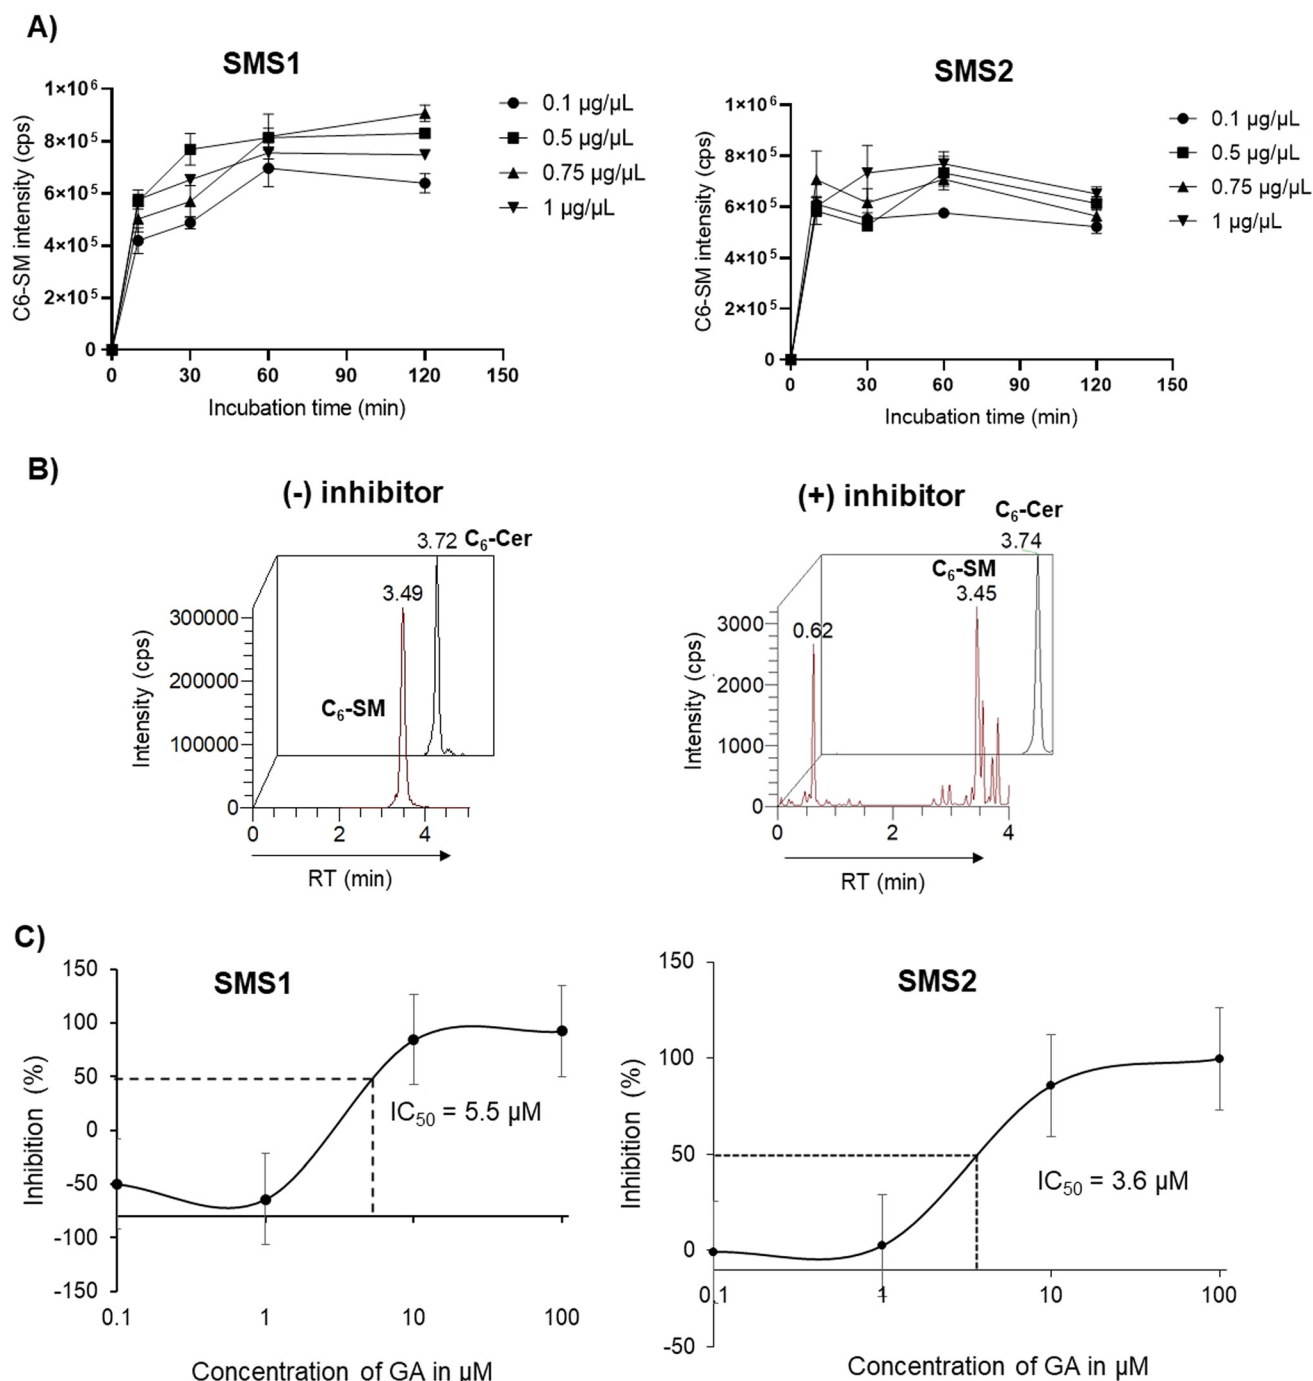 A)
SMS1
C6-SM intensity (cps)
1×10⁶
8×10⁵
6×10⁵
4×10⁵
2×10⁵
0
0 30 60 90 120 150
Incubation time (min)
0.1 µg/µL
0.5 µg/µL
0.75 µg/µL
1 µg/µL
SMS2
C6-SM intensity (cps)
1×10⁶
8×10⁵
6×10⁵
4×10⁵
2×10⁵
0
0 30 60 90 120 150
Incubation time (min)
0.1 µg/µL
0.5 µg/µL
0.75 µg/µL
1 µg/µL
B)
(-) inhibitor
3.72 C₆-Cer
3.49
C₆-SM
Intensity (cps)
300000
200000
100000
0
0 2 4
RT (min)
(+) inhibitor
C₆-Cer
3.74
C₆-SM
3.45
0.62
Intensity (cps)
3000
2000
1000
0
0 2 4
RT (min)
C)
SMS1
Inhibition (%)
150
100
50
0
-50
-100
-150
IC₅₀ = 5.5 µM
0.1 1 10 100
Concentration of GA in µM
SMS2
Inhibition (%)
150
100
50
0
-50
IC₅₀ = 3.6 µM
0.1 1 10 100
Concentration of GA in µM